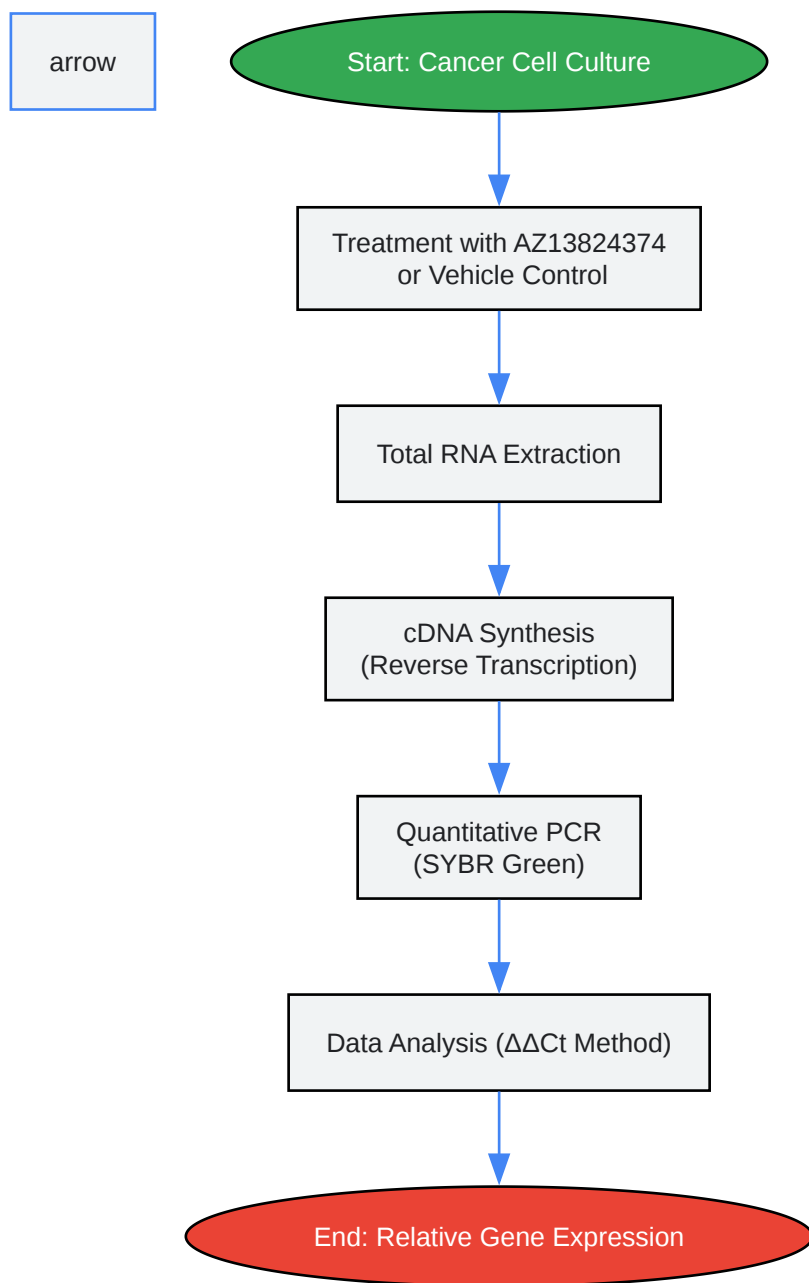 arrow
Start: Cancer Cell Culture
Treatment with AZ13824374
or Vehicle Control
Total RNA Extraction
cDNA Synthesis
(Reverse Transcription)
Quantitative PCR
(SYBR Green)
Data Analysis (ΔΔCt Method)
End: Relative Gene Expression